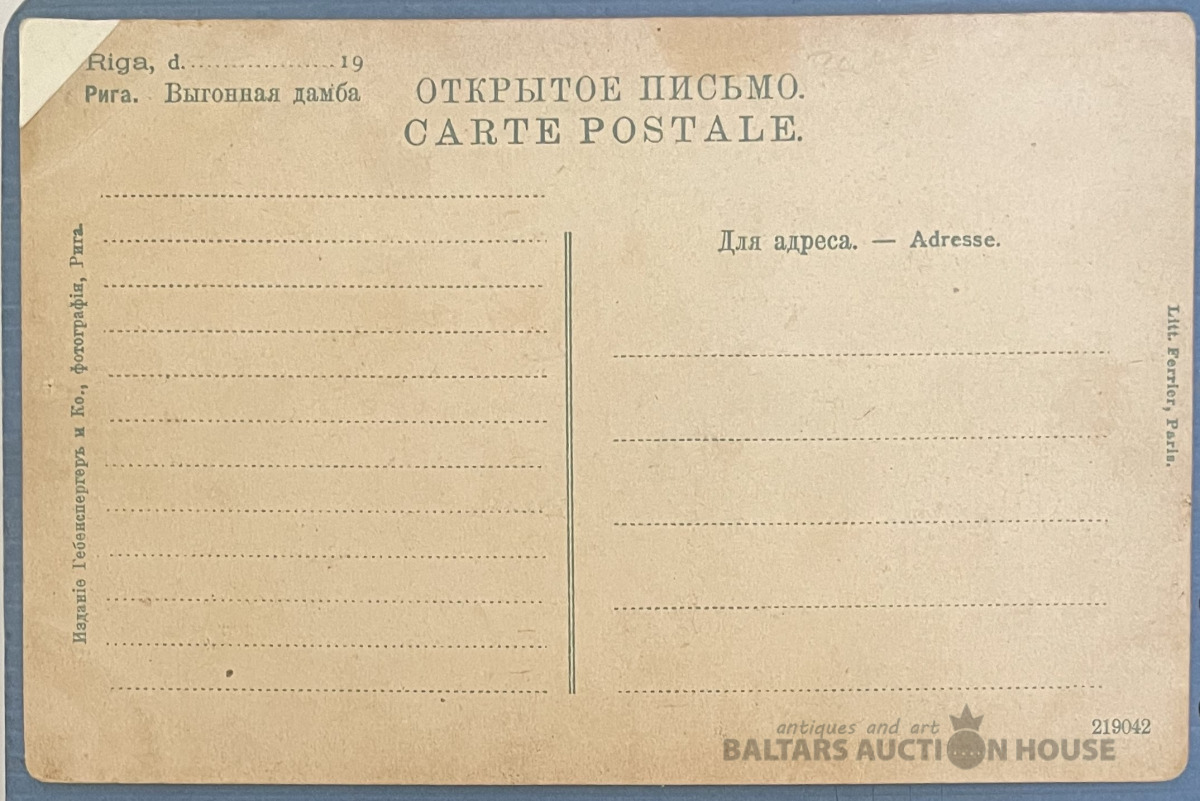 Riga, d. .................. 19
Рига. Выгонная дамба
ОТКРЫТОЕ ПИСЬМО.
CARTE POSTALE.
Для адреса. — Adresse.
Изданіе Гебенспергеръ и Ко., фотографія, Рига.
Litt. Ferrier, Paris.
219042
antiques and art
BALTARS AUCTION HOUSE